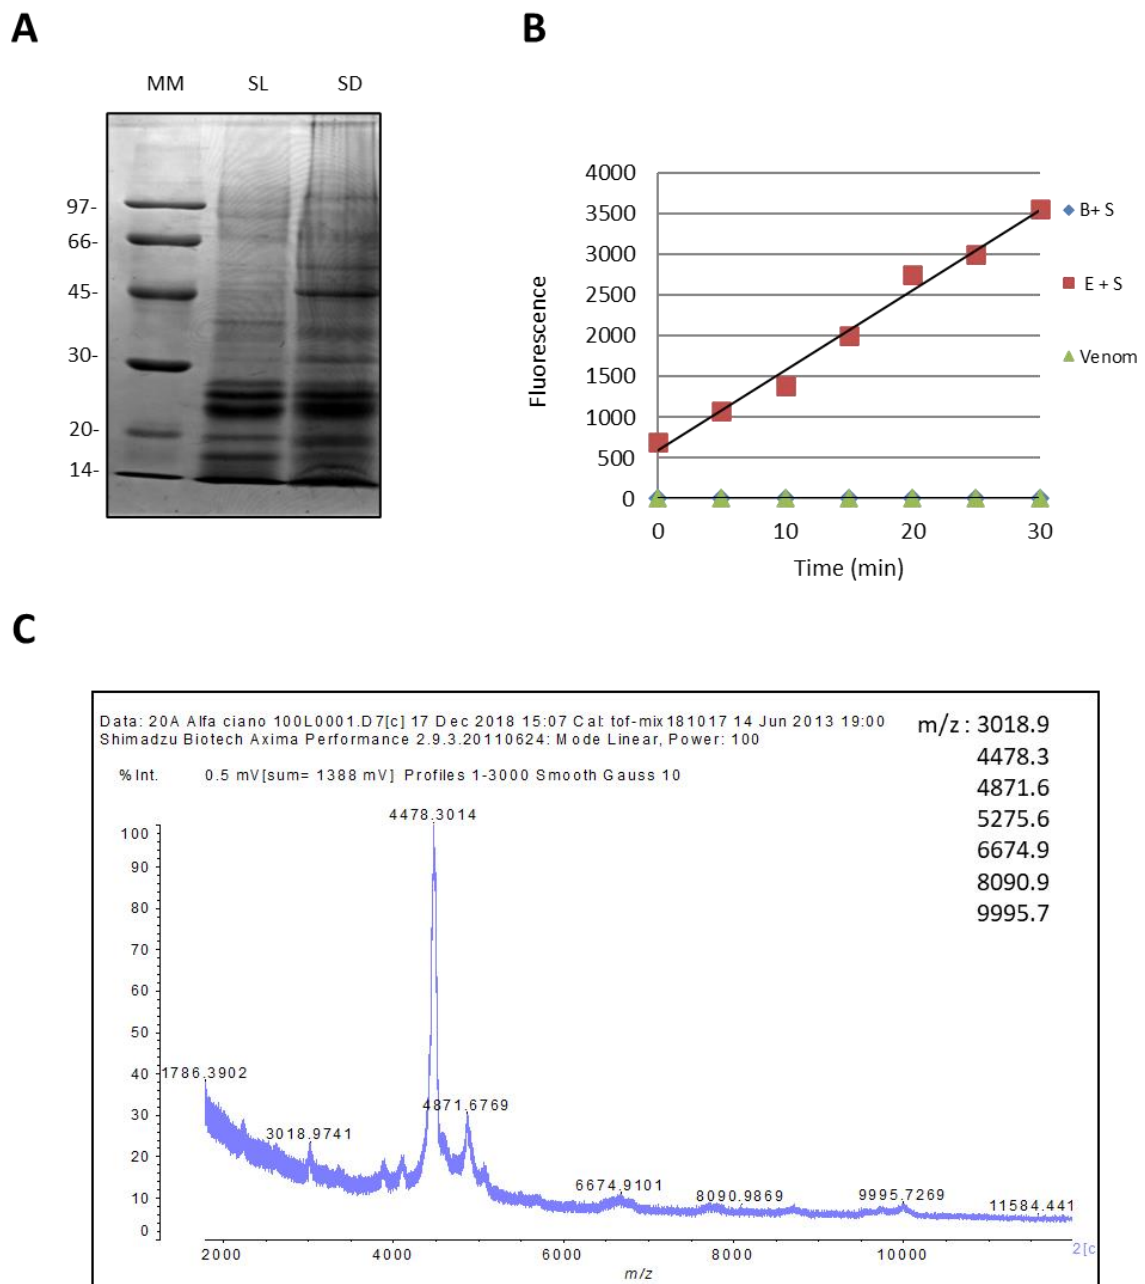 A
MM SL SD
97-
66-
45-
30-
20-
14-
B
4000
3500
3000
2500
2000
1500
1000
500
0
Fluorescence
0 10 20 30
Time (min)
B+ S
E + S
Venom
C
Data: 20A Alfa ciano 100L0001.D7[c] 17 Dec 2018 15:07 Cal: tof-mix181017 14 Jun 2013 19:00
Shimadzu Biotech Axima Performance 2.9.3.20110624: Mode Linear, Power: 100
% Int. 0.5 mV[sum= 1388 mV] Profiles 1-3000 Smooth Gauss 10
m/z : 3018.9
4478.3
4871.6
5275.6
6674.9
8090.9
9995.7
4478.3014
100
90
80
70
60
50
40
30
20
10
0
1786.3902
3018.9741
4871.6769
6674.9101
8090.9869
9995.7269
11584.441
2000 4000 6000 8000 10000
2[c
m/z